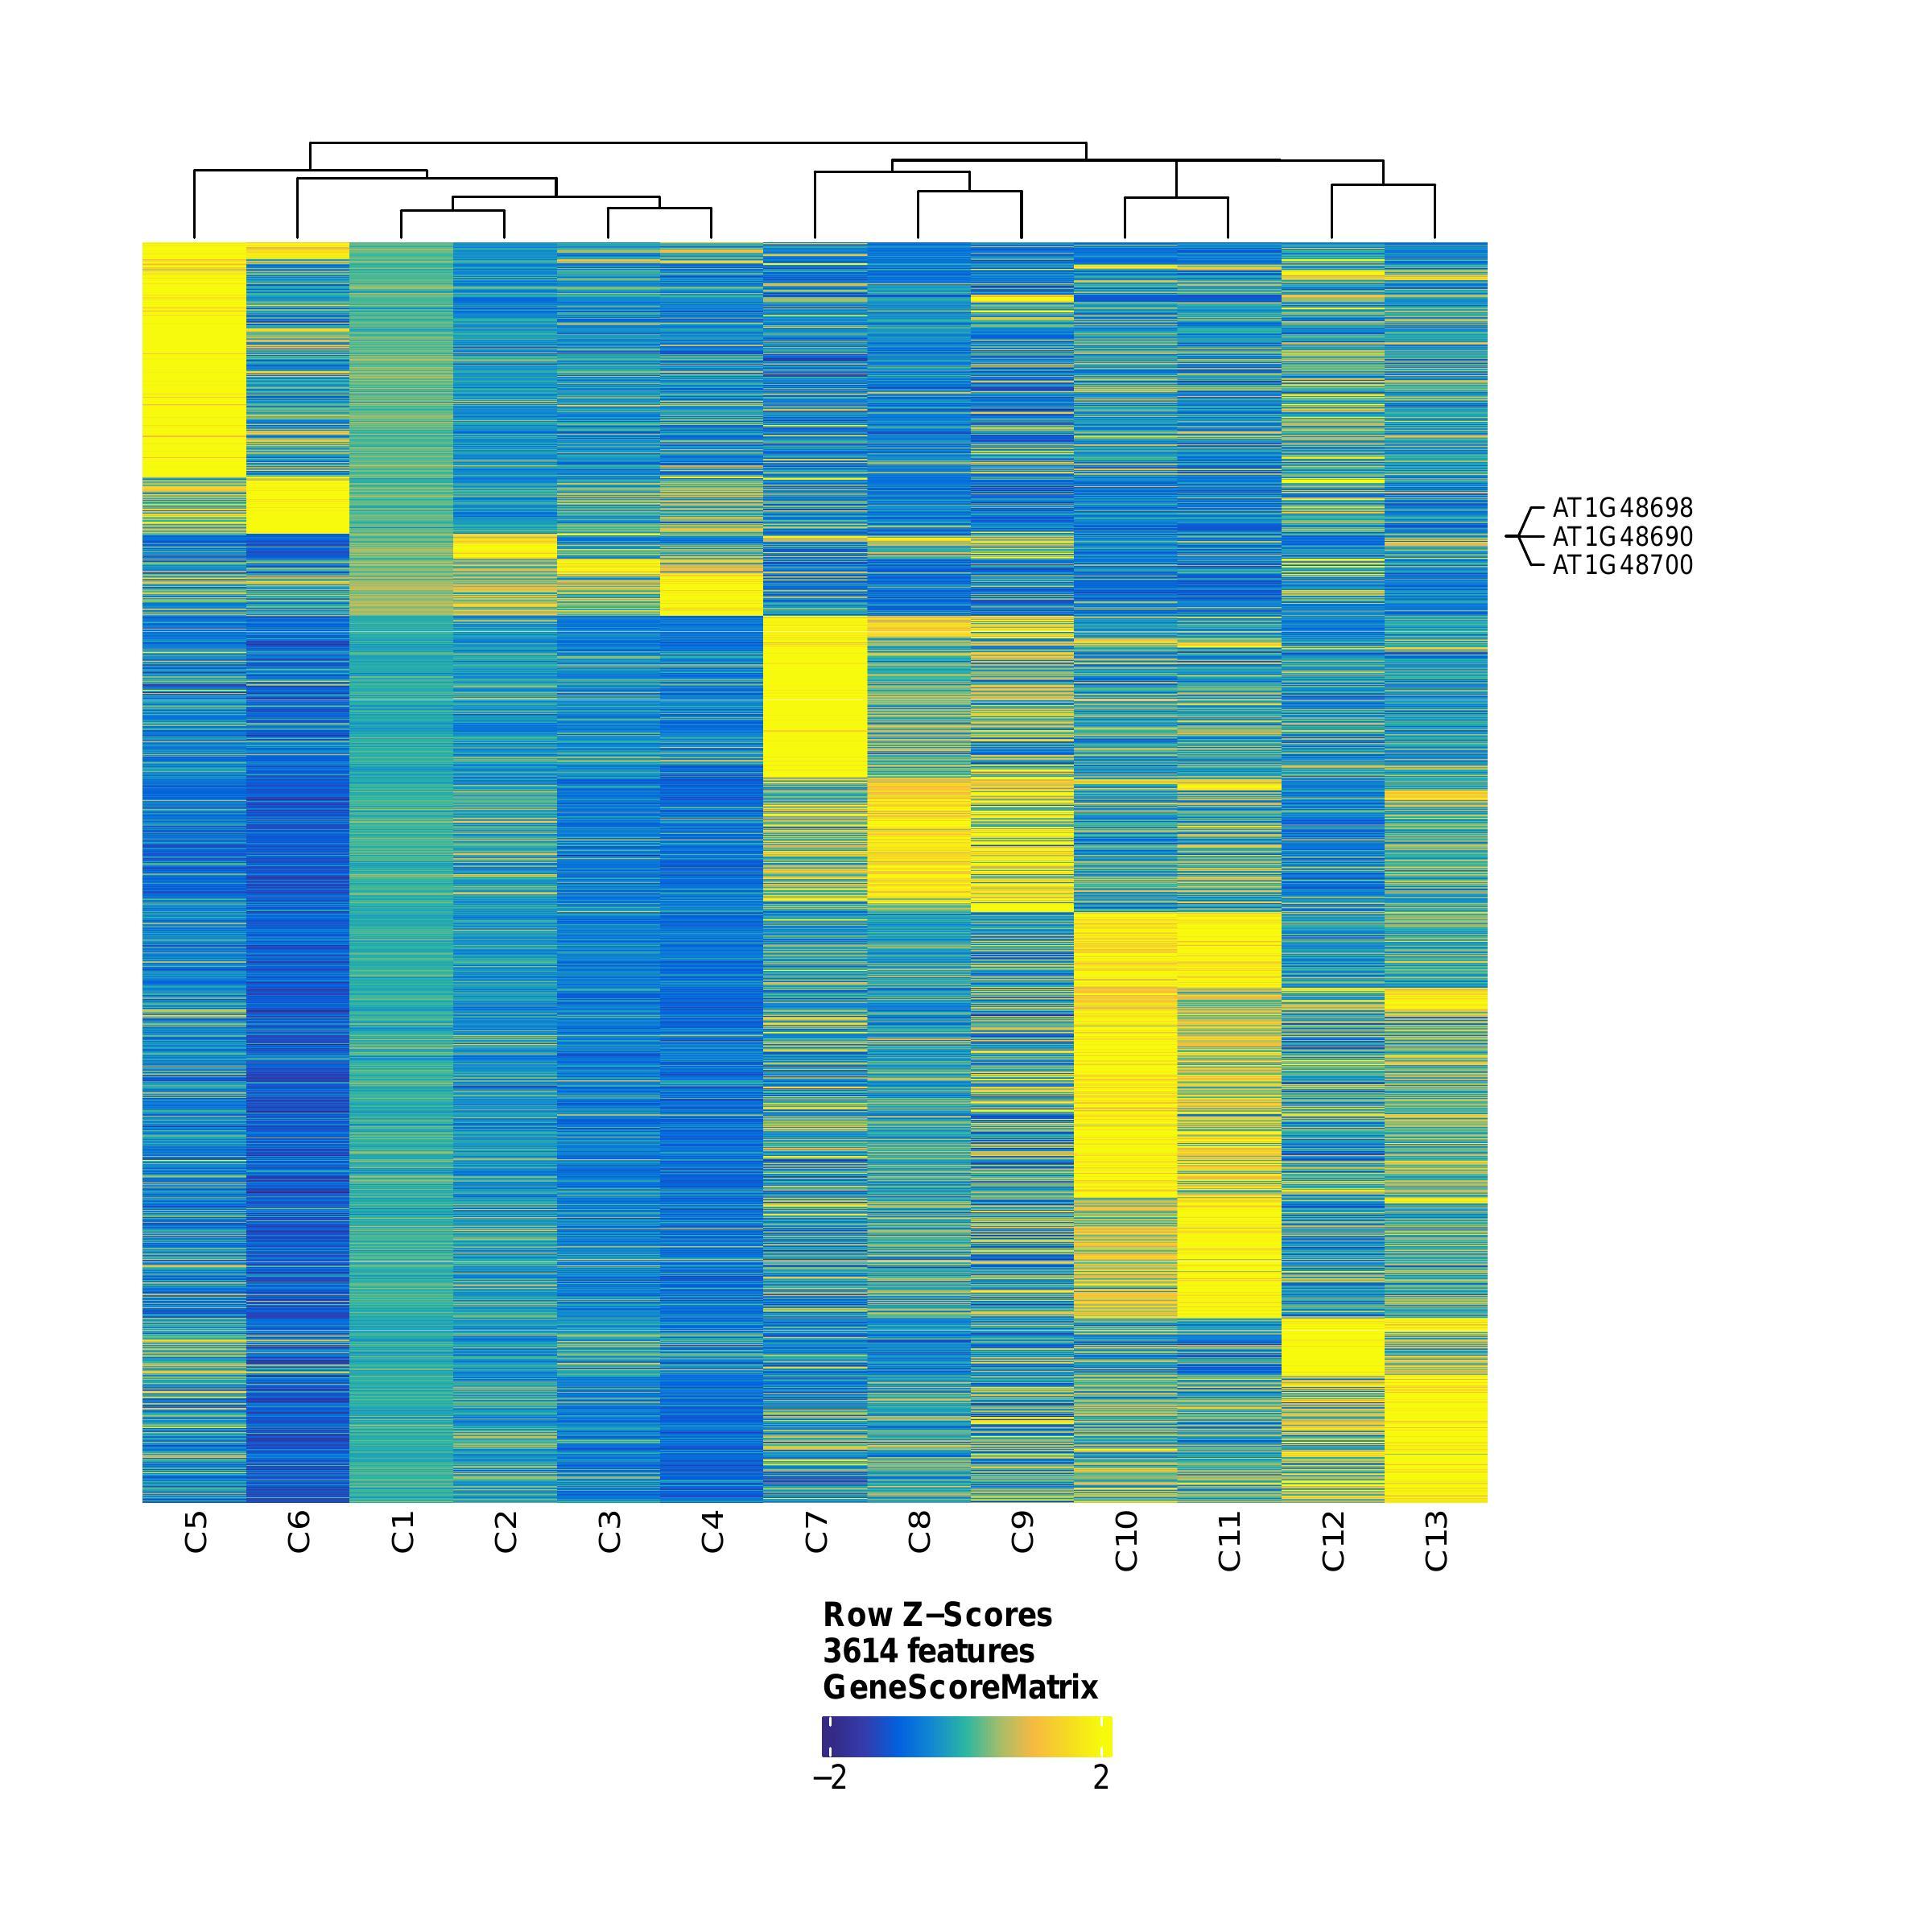 AT1G48698
AT1G48690
AT1G48700
C5
C6
C1
C2
C3
C4
C7
C8
C9
C10
C11
C12
C13
Row Z−Scores
3614 features
GeneScoreMatrix
−2
2